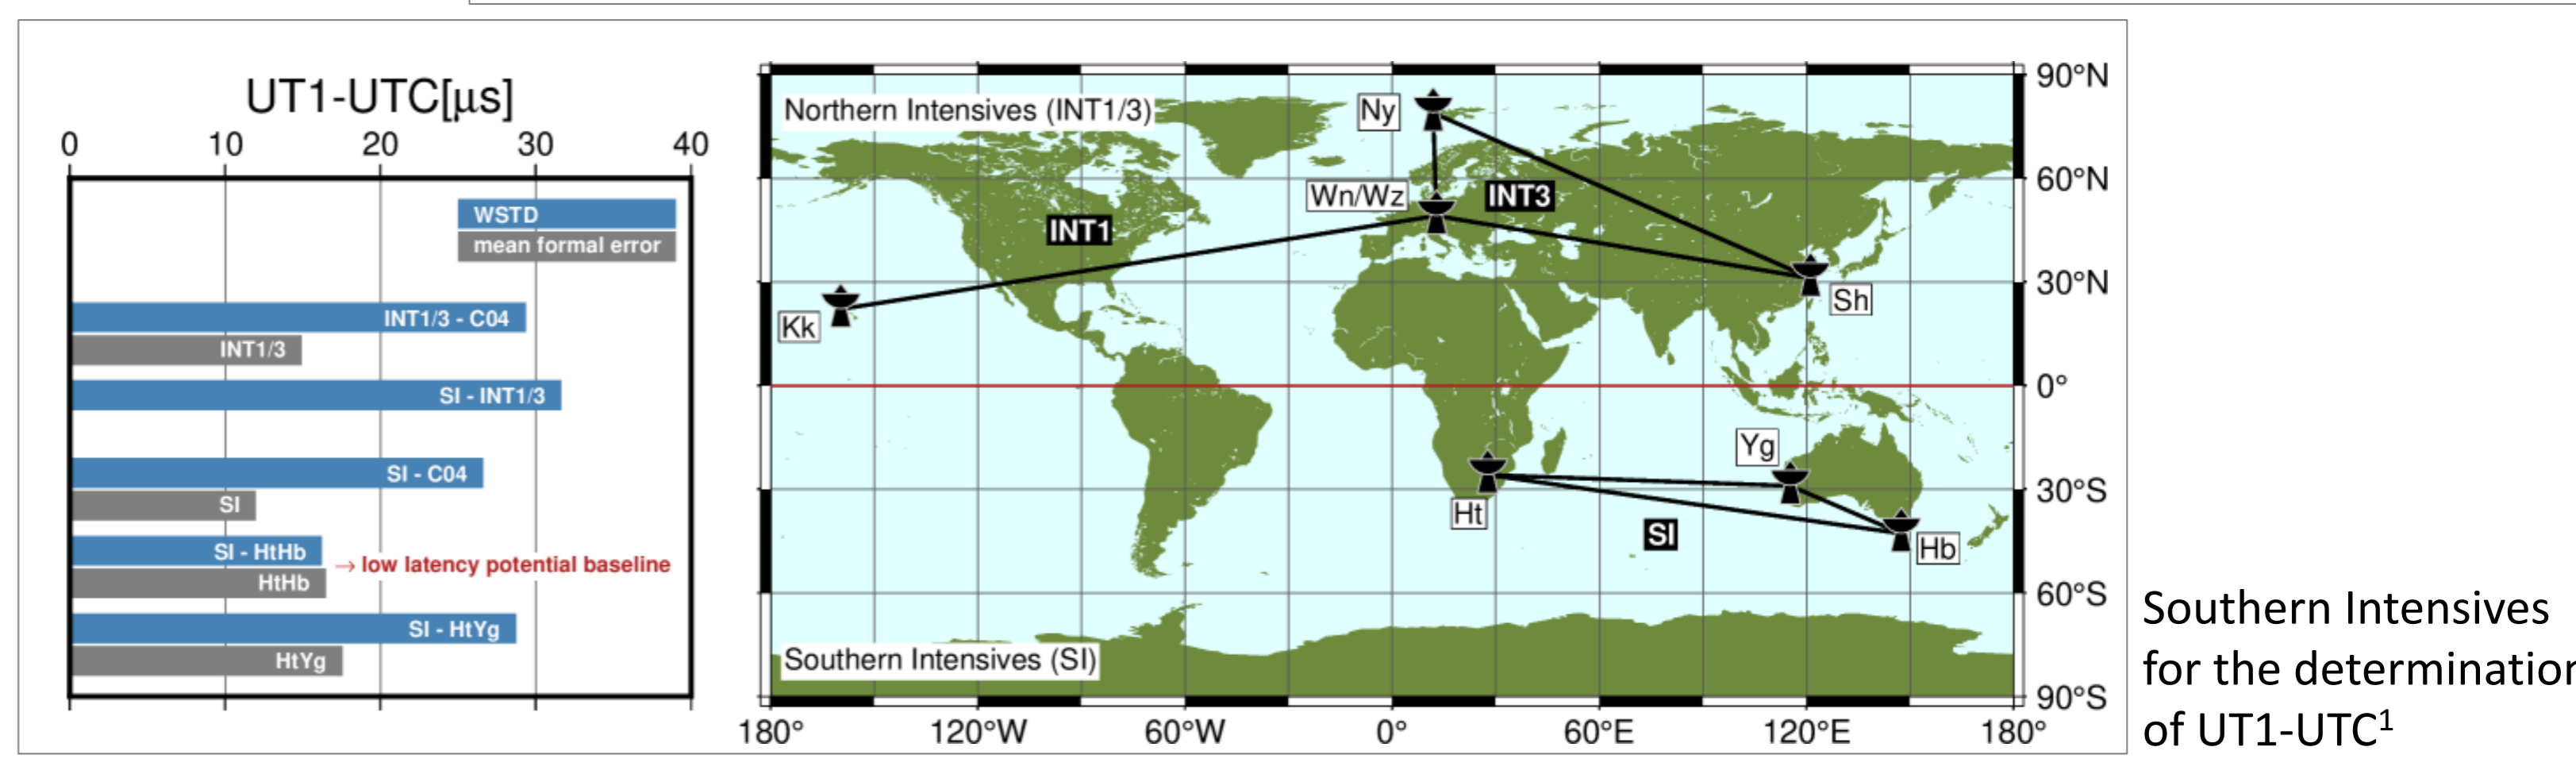 UT1-UTC[μs]
0 10 20 30 40
WSTD
mean formal error
INT1/3 - C04
INT1/3
SI - INT1/3
SI - C04
SI
SI - HtHb
→ low latency potential baseline
HtHb
SI - HtYg
HtYg
Northern Intensives (INT1/3)
Ny
Wn/Wz
INT3
INT1
Kk
Sh
Yg
Ht
SI
Hb
Southern Intensives (SI)
90°N
60°N
30°N
0°
30°S
60°S
90°S
180° 120°W 60°W 0° 60°E 120°E 180°
Southern Intensives
for the determination
of UT1-UTC¹